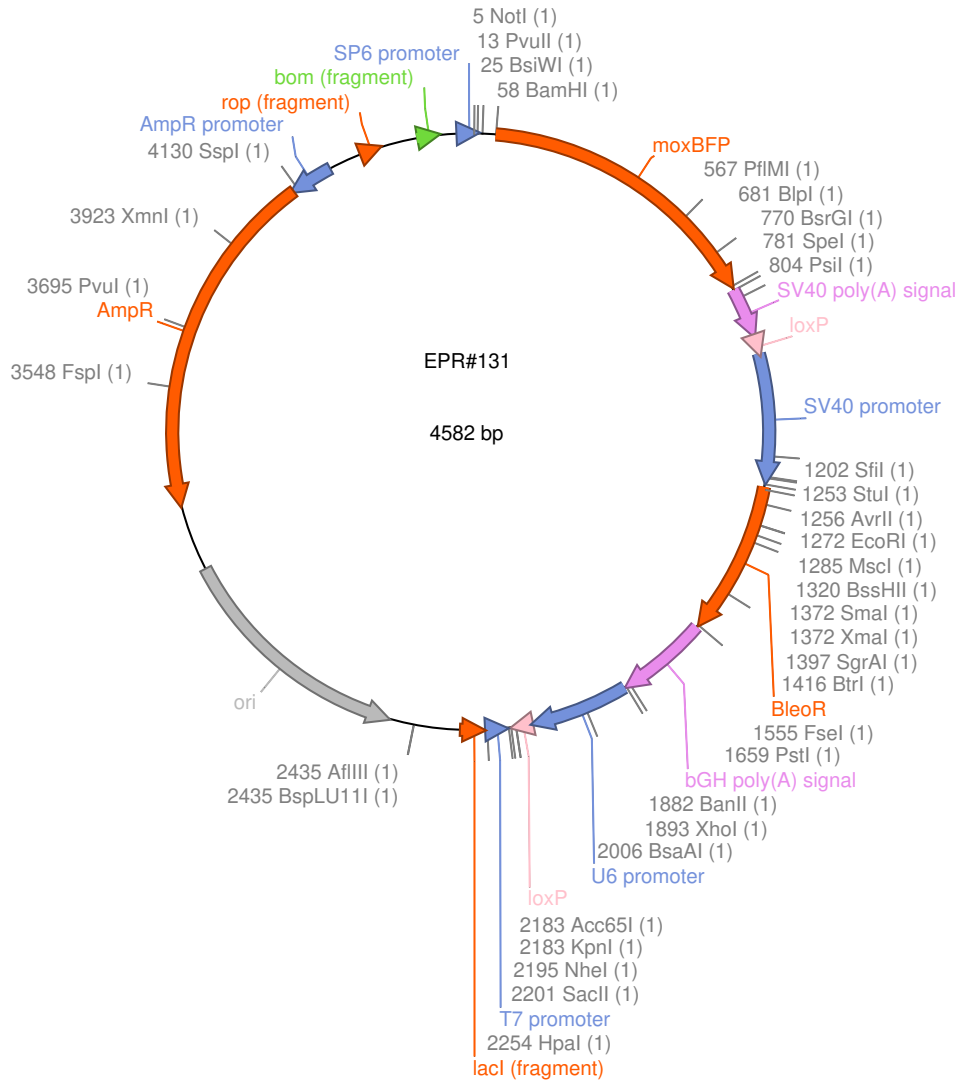 5 NotI (1)
13 PvuII (1)
25 BsiWI (1)
58 BamHI (1)
SP6 promoter
bom (fragment)
rop (fragment)
AmpR promoter
4130 SspI (1)
3923 XmnI (1)
3695 PvuI (1)
AmpR
3548 FspI (1)
moxBFP
567 PflMI (1)
681 BlpI (1)
770 BsrGI (1)
781 SpeI (1)
804 PsiI (1)
SV40 poly(A) signal
loxP
EPR#131
4582 bp
SV40 promoter
1202 SfiI (1)
1253 StuI (1)
1256 AvrII (1)
1272 EcoRI (1)
1285 MscI (1)
1320 BssHII (1)
1372 SmaI (1)
1372 XmaI (1)
1397 SgrAI (1)
1416 BtrI (1)
BleoR
1555 FseI (1)
1659 PstI (1)
bGH poly(A) signal
1882 BanII (1)
1893 XhoI (1)
2006 BsaAI (1)
U6 promoter
loxP
2183 Acc65I (1)
2183 KpnI (1)
2195 NheI (1)
2201 SacII (1)
T7 promoter
2254 HpaI (1)
lacI (fragment)
ori
2435 AflIII (1)
2435 BspLU11I (1)